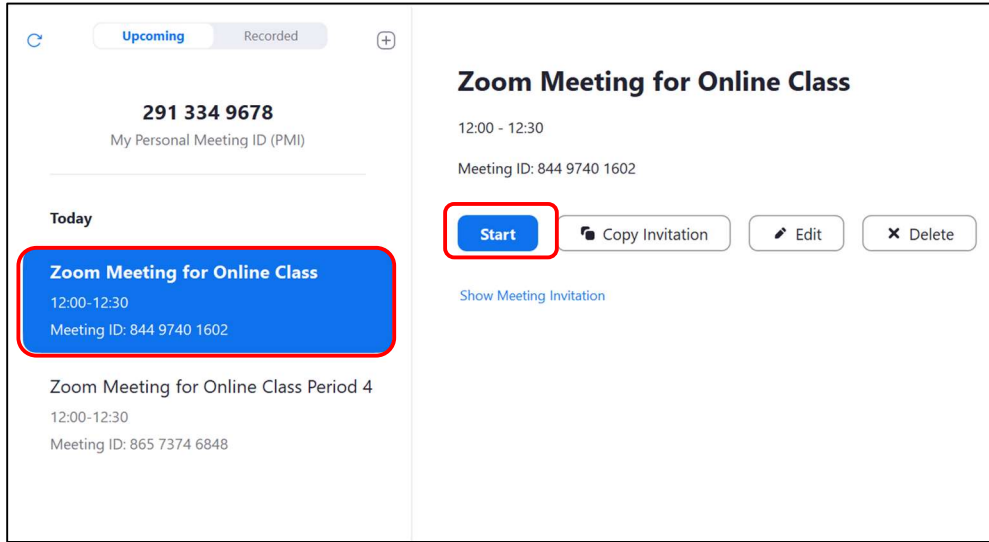 Upcoming
Recorded
291 334 9678
My Personal Meeting ID (PMI)
Today
Zoom Meeting for Online Class
12:00-12:30
Meeting ID: 844 9740 1602
Zoom Meeting for Online Class Period 4
12:00-12:30
Meeting ID: 865 7374 6848
Zoom Meeting for Online Class
12:00 - 12:30
Meeting ID: 844 9740 1602
Start
Copy Invitation
Edit
Delete
Show Meeting Invitation